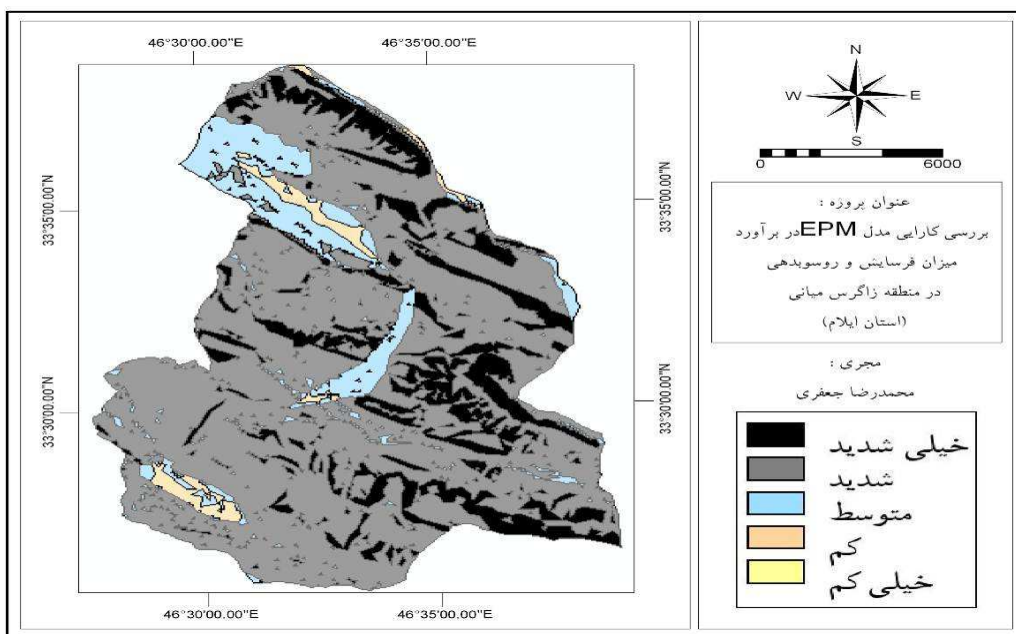 46°30'00.00"E 46°35'00.00"E
33°35'00.00"N 33°35'00.00"N
33°30'00.00"N 33°30'00.00"N
46°30'00.00"E 46°35'00.00"E
N
W E
S
0 6000
عنوان پروژه :
بررسی کارایی مدل EPM در برآورد
میزان فرسایش و رسوبدهی
در منطقه زاگرس میانی
(استان ایلام)
مجری :
محمدرضا جعفری
خیلی شدید
شدید
متوسط
کم
خیلی کم